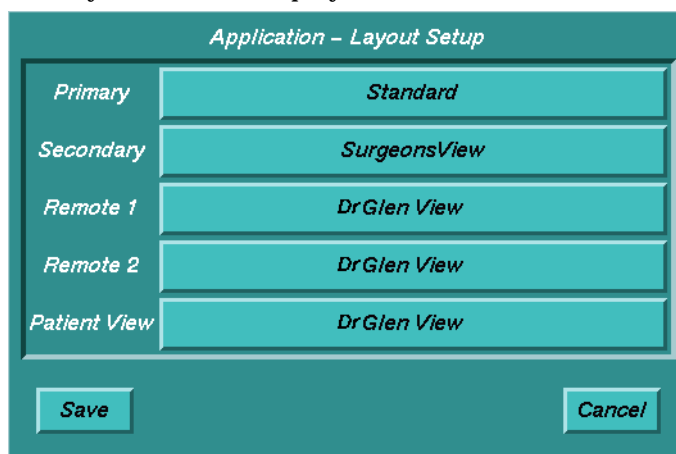 Application – Layout Setup
Primary Standard
Secondary SurgeonsView
Remote 1 DrGlen View
Remote 2 DrGlen View
Patient View DrGlen View
Save Cancel